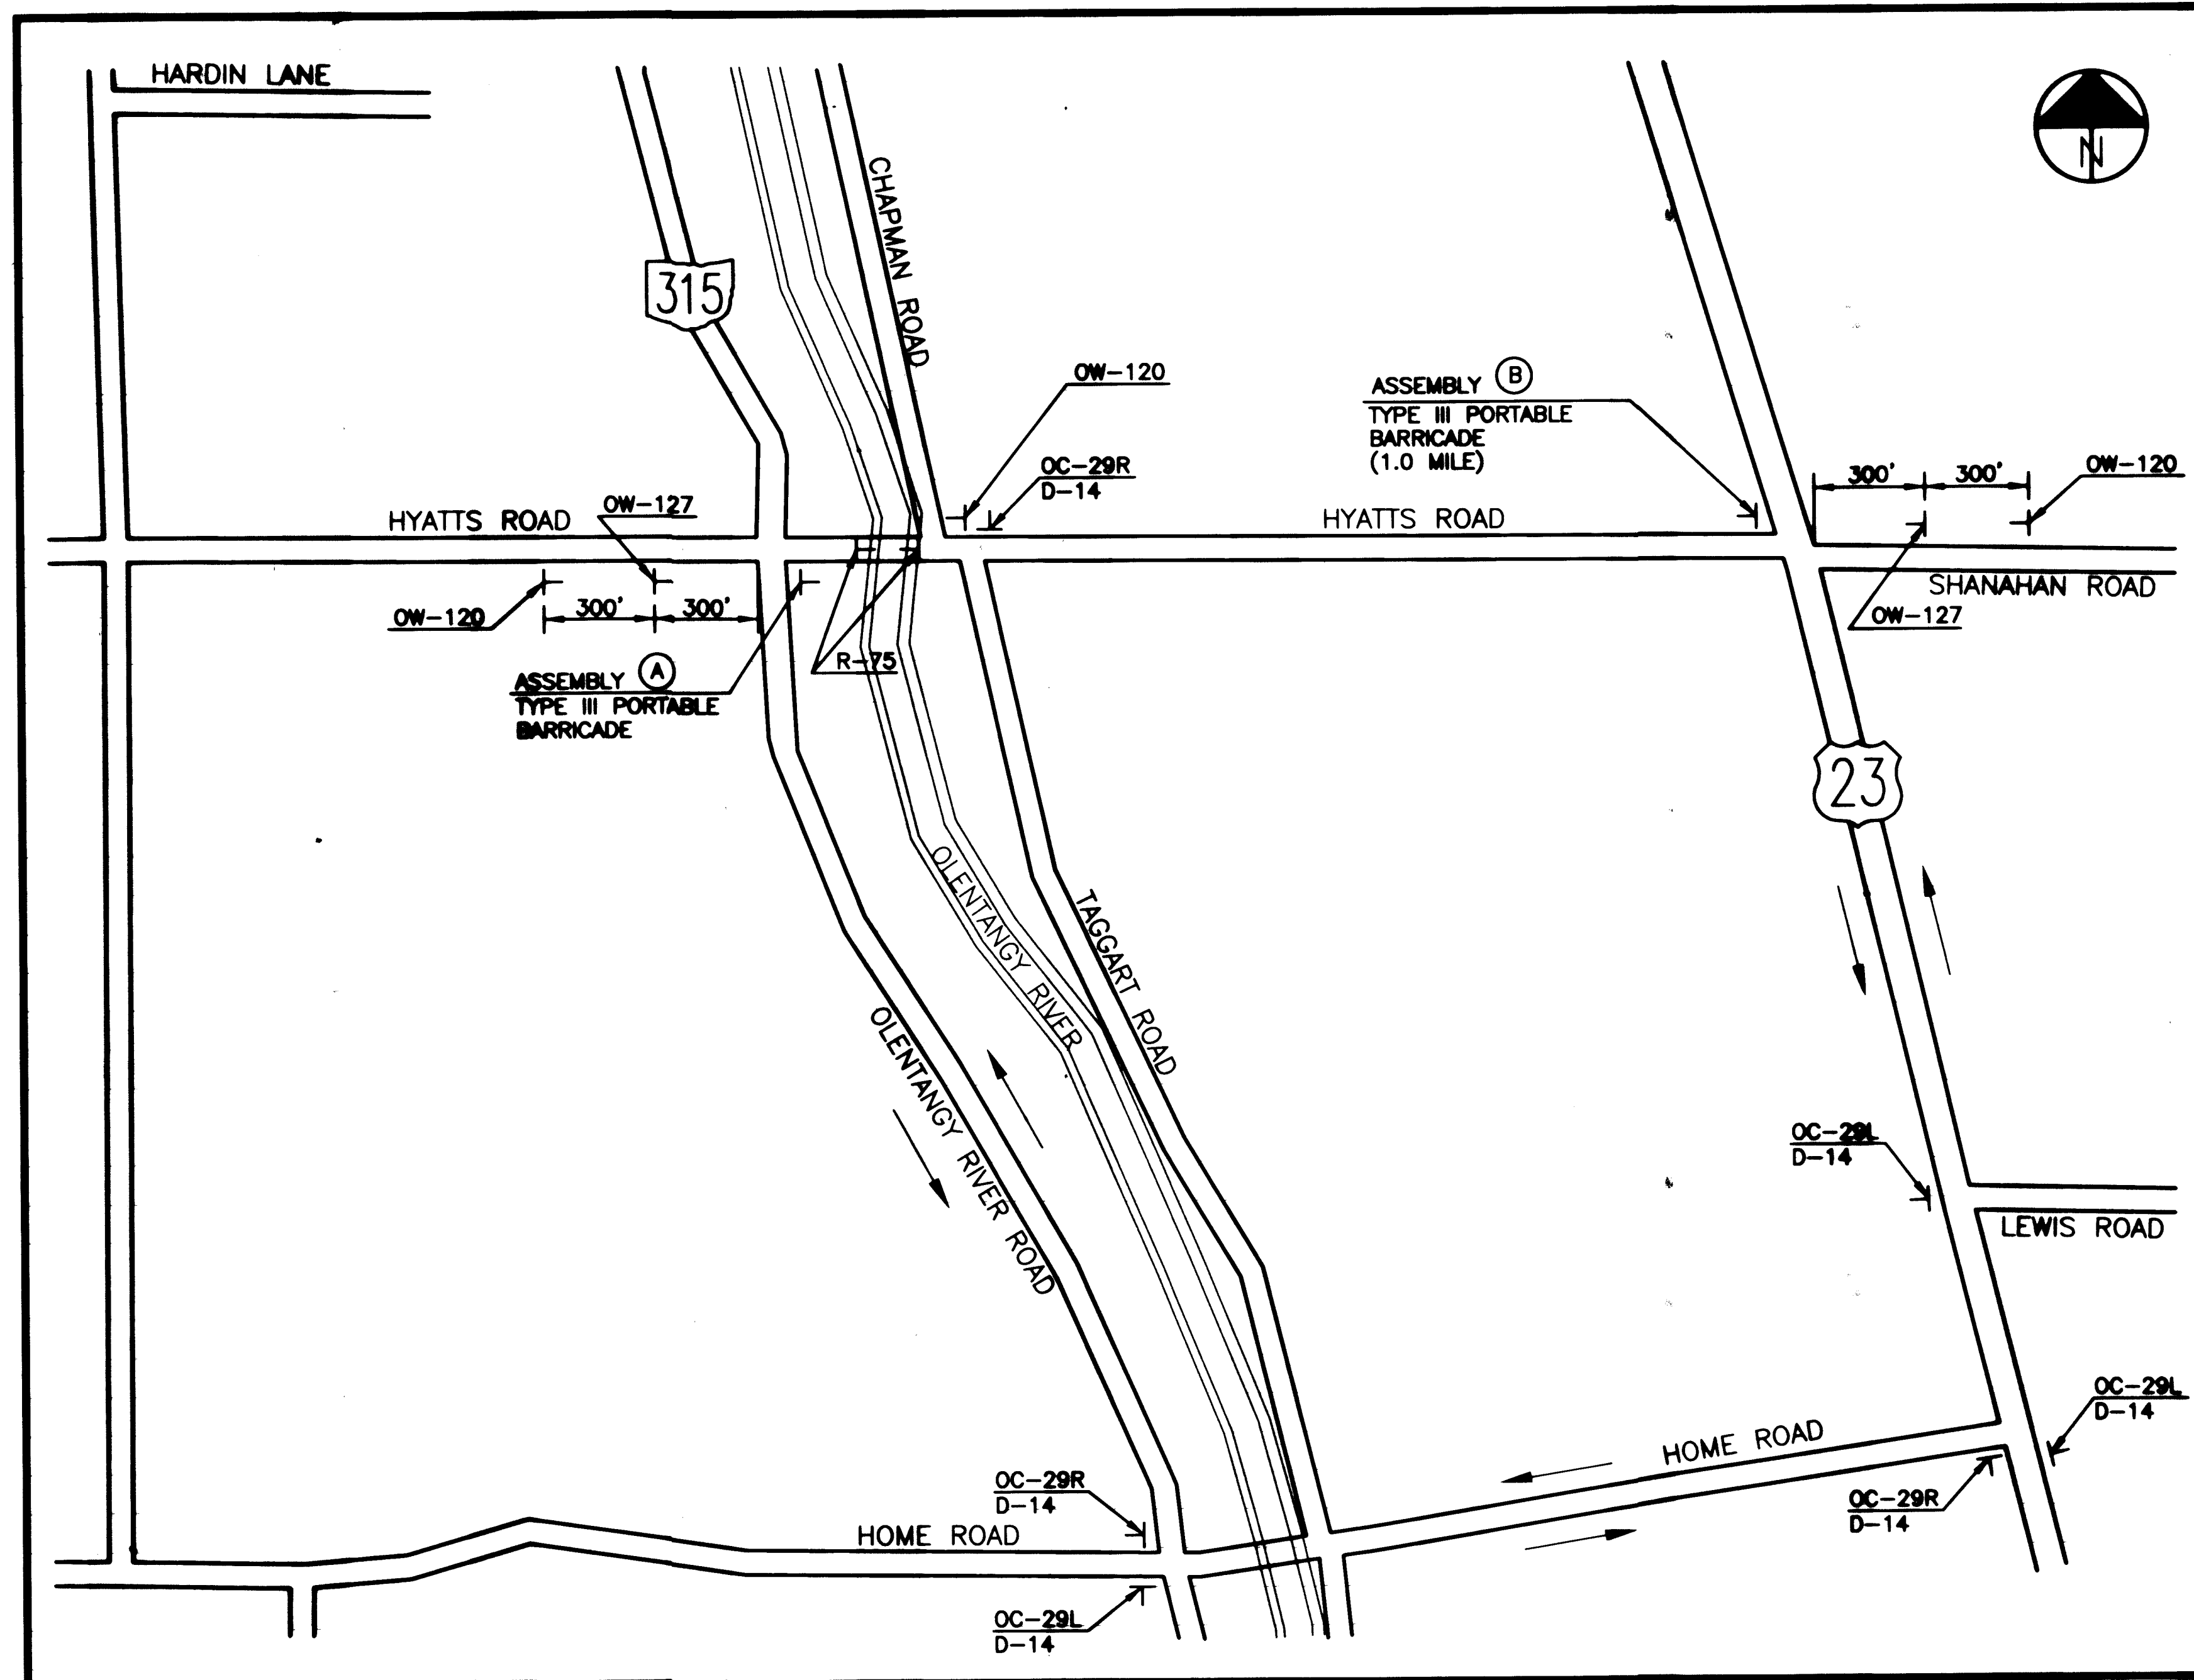 HARDIN LANE
N
CHAPMAN ROAD
315
OW-120
ASSEMBLY B
TYPE III PORTABLE
BARRICADE
(1.0 MILE)
OC-29R
D-14
300'
300'
OW-120
HYATTS ROAD
OW-127
HYATTS ROAD
SHANAHAN ROAD
OW-127
OW-120
300'
300'
R-75
ASSEMBLY A
TYPE III PORTABLE
BARRICADE
23
OLENTANGY RIVER
TAGGART ROAD
OLENTANGY RIVER ROAD
OC-29L
D-14
LEWIS ROAD
OC-29L
D-14
HOME ROAD
OC-29R
D-14
OC-29R
D-14
HOME ROAD
OC-29L
D-14